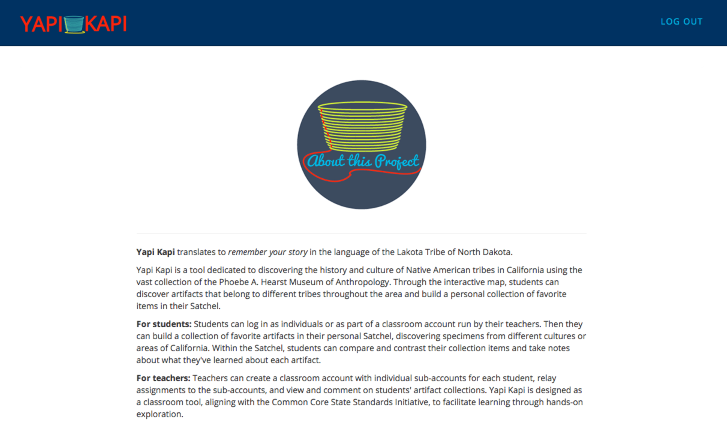 YAPI KAPI
LOG OUT
About this Project
Yapi Kapi translates to remember your story in the language of the Lakota Tribe of North Dakota.
Yapi Kapi is a tool dedicated to discovering the history and culture of Native American tribes in California using the
vast collection of the Phoebe A. Hearst Museum of Anthropology. Through the interactive map, students can
discover artifacts that belong to different tribes throughout the area and build a personal collection of favorite
items in their Satchel.
For students: Students can log in as individuals or as part of a classroom account run by their teachers. Then they
can build a collection of favorite artifacts in their personal Satchel, discovering specimens from different cultures or
areas of California. Within the Satchel, students can compare and contrast their collection items and take notes
about what they've learned about each artifact.
For teachers: Teachers can create a classroom account with individual sub-accounts for each student, relay
assignments to the sub-accounts, and view and comment on students' artifact collections. Yapi Kapi is designed as
a classroom tool, aligning with the Common Core State Standards Initiative, to facilitate learning through hands-on
exploration.